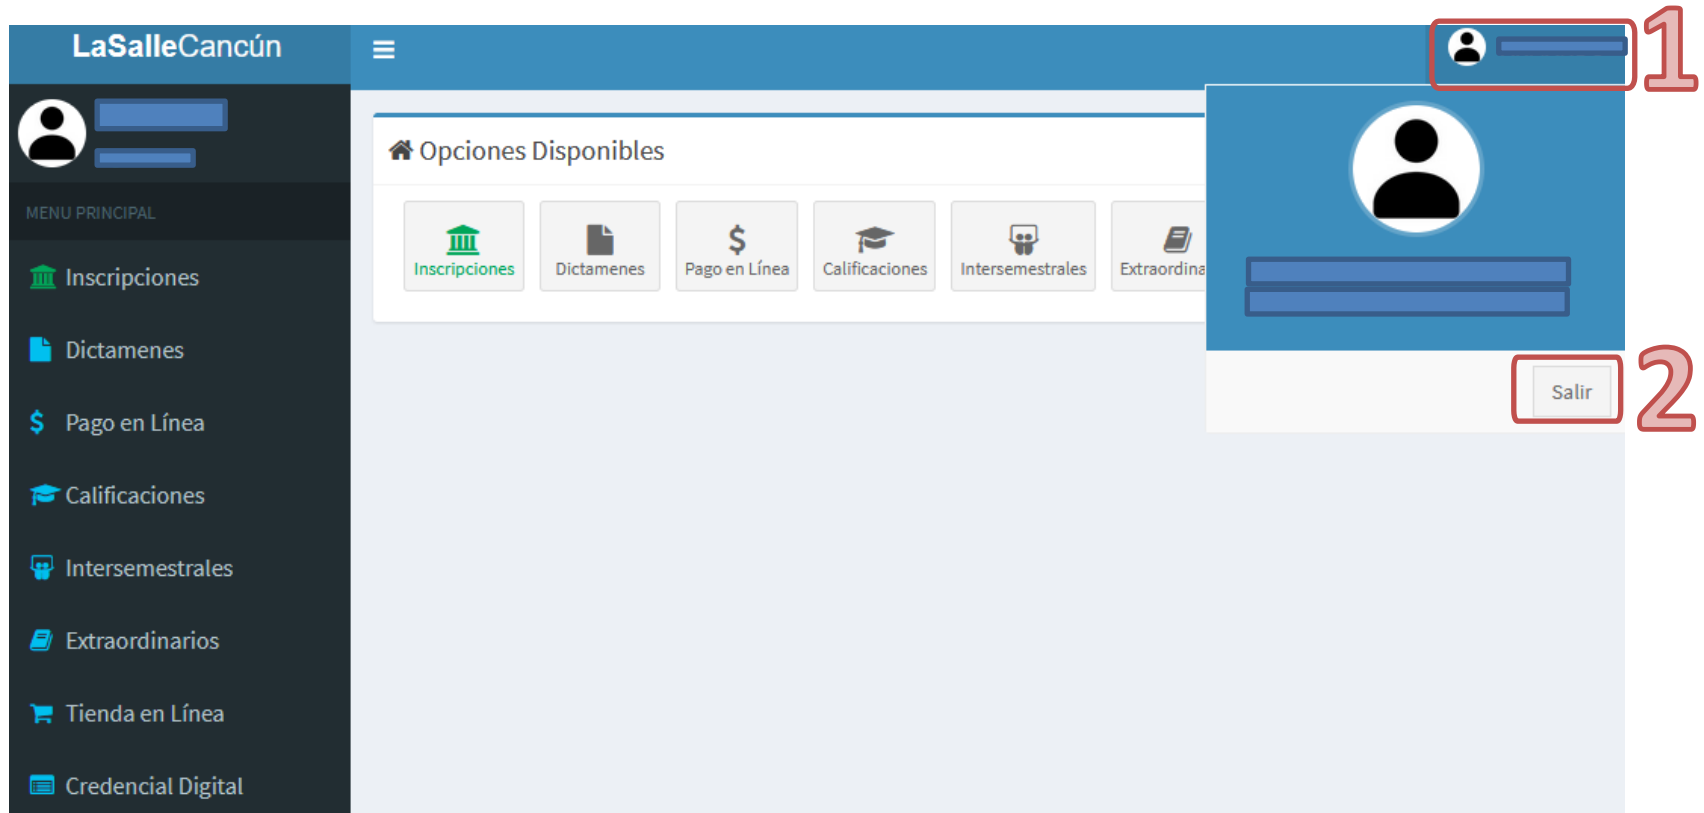 LaSalleCancún
1
MENU PRINCIPAL
Inscripciones
Dictamenes
Pago en Línea
Calificaciones
Intersemestrales
Extraordinarios
Tienda en Línea
Credencial Digital
Opciones Disponibles
Inscripciones
Dictamenes
Pago en Línea
Calificaciones
Intersemestrales
Extraordina
Salir
2